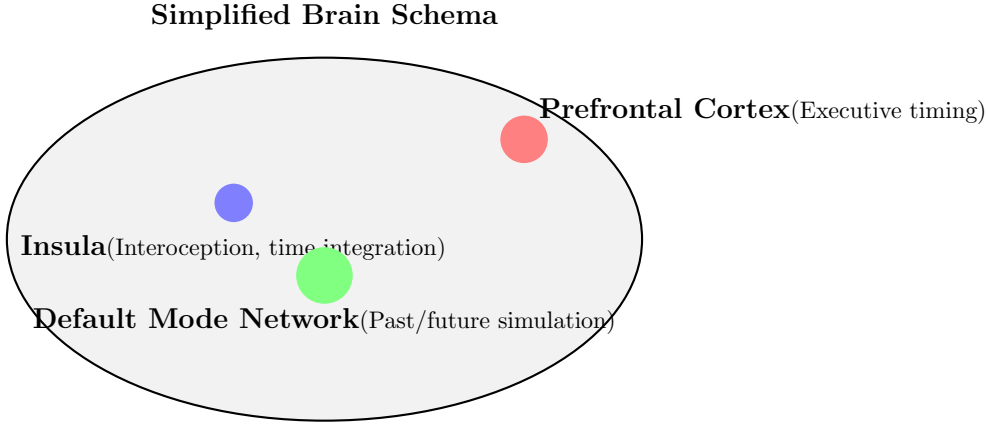 Simplified Brain Schema
Prefrontal Cortex(Executive timing)
Insula(Interoception, time integration)
Default Mode Network(Past/future simulation)